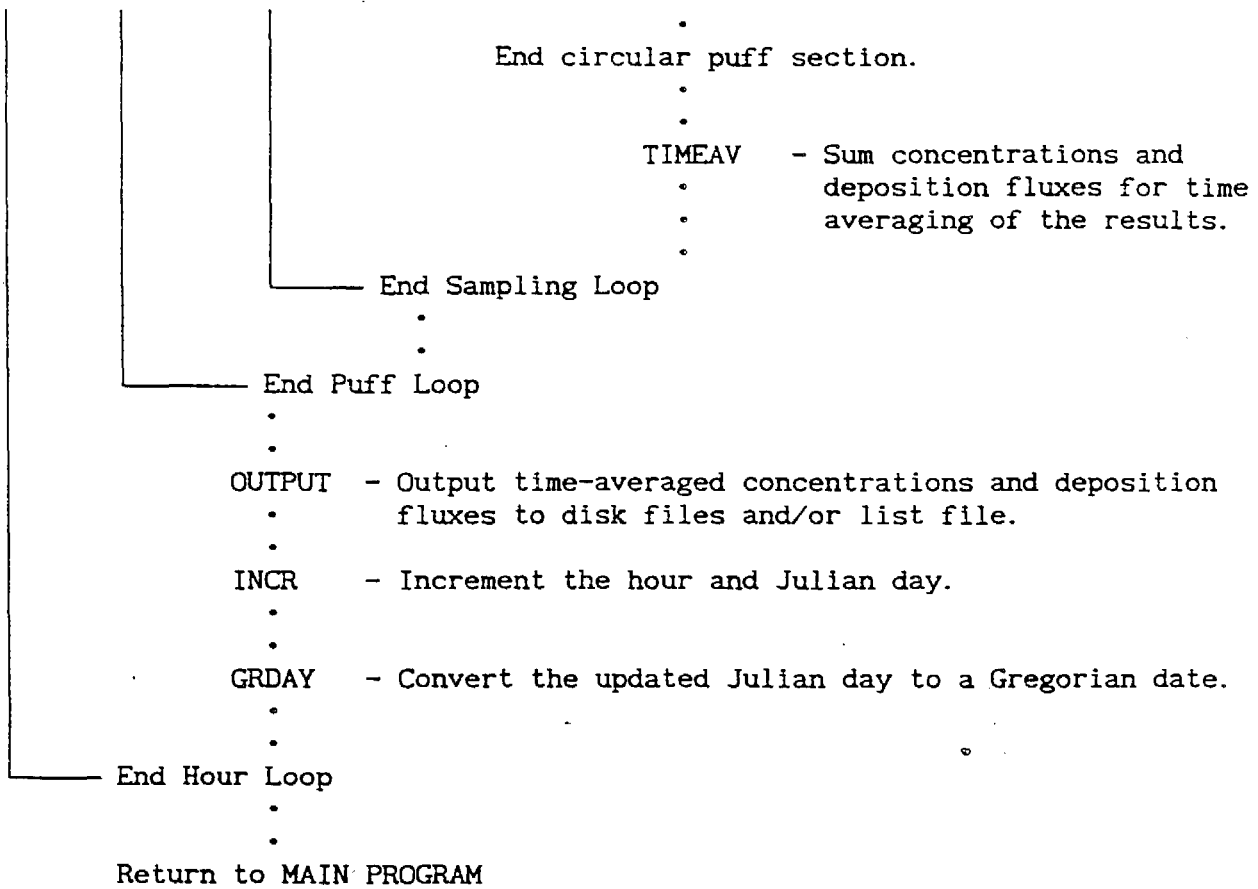 End circular puff section.
TIMEAV - Sum concentrations and
deposition fluxes for time
averaging of the results.
End Sampling Loop
End Puff Loop
OUTPUT - Output time-averaged concentrations and deposition
fluxes to disk files and/or list file.
INCR - Increment the hour and Julian day.
GRDAY - Convert the updated Julian day to a Gregorian date.
End Hour Loop
Return to MAIN PROGRAM